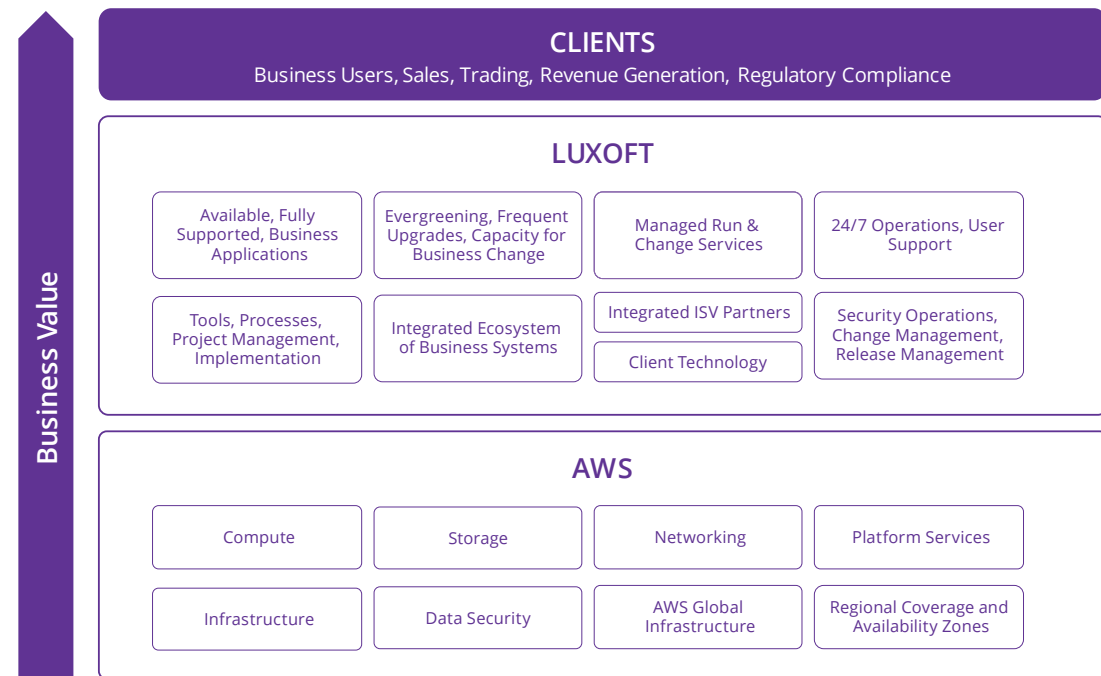 CLIENTS
Business Users, Sales, Trading, Revenue Generation, Regulatory Compliance
Business Value
LUXOFT
Available, Fully
Supported, Business
Applications
Evergreening, Frequent
Upgrades, Capacity for
Business Change
Managed Run &
Change Services
24/7 Operations, User
Support
Tools, Processes,
Project Management,
Implementation
Integrated Ecosystem
of Business Systems
Integrated ISV Partners
Client Technology
Security Operations,
Change Management,
Release Management
AWS
Compute
Storage
Networking
Platform Services
Infrastructure
Data Security
AWS Global
Infrastructure
Regional Coverage and
Availability Zones